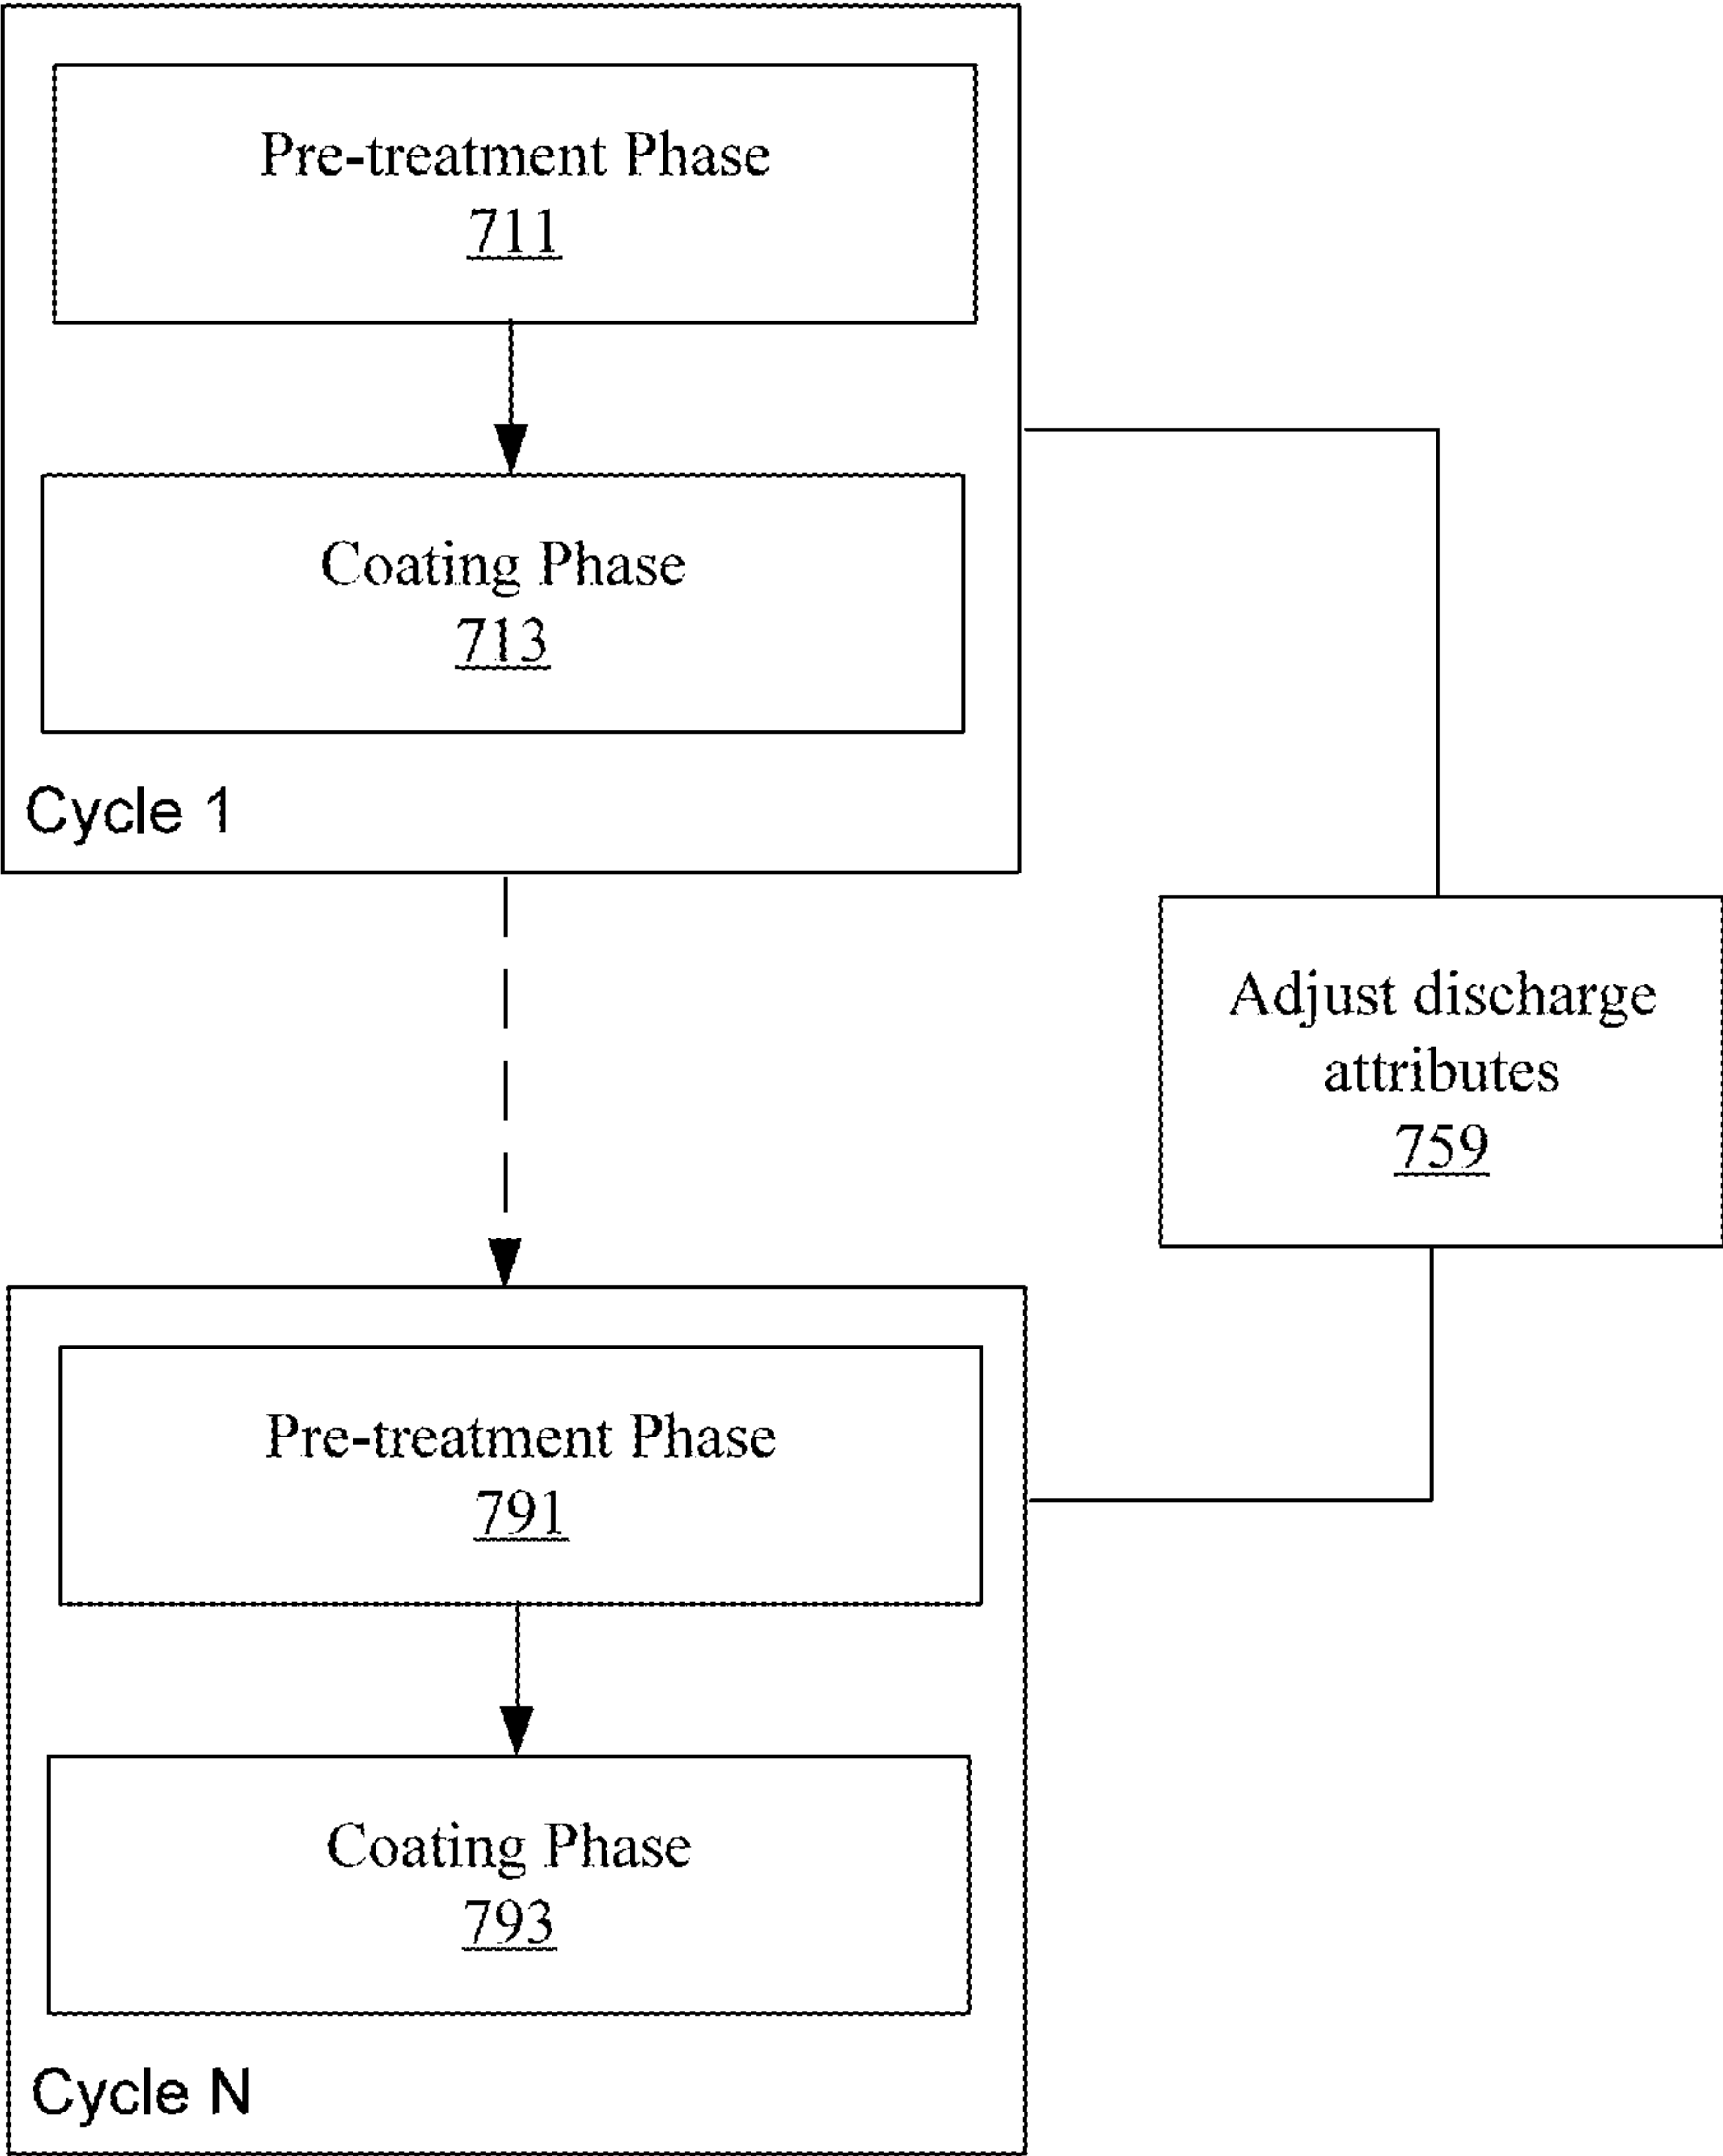 Pre-treatment Phase
711
Coating Phase
713
Cycle 1
Adjust discharge
attributes
759
Pre-treatment Phase
791
Coating Phase
793
Cycle N